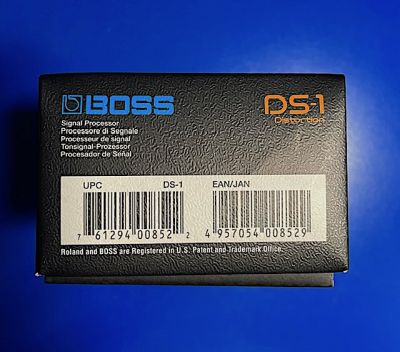 BOSS
DS-1
Distortion
Signal Processor
Processore di Segnale
Processeur de signal
Tonsignal-Prozessor
Procesador de Señal
UPC DS-1 EAN/JAN
7 61294 00852 2 4 957054 008529
Roland and BOSS are Registered in U.S. Patent and Trademark Office.